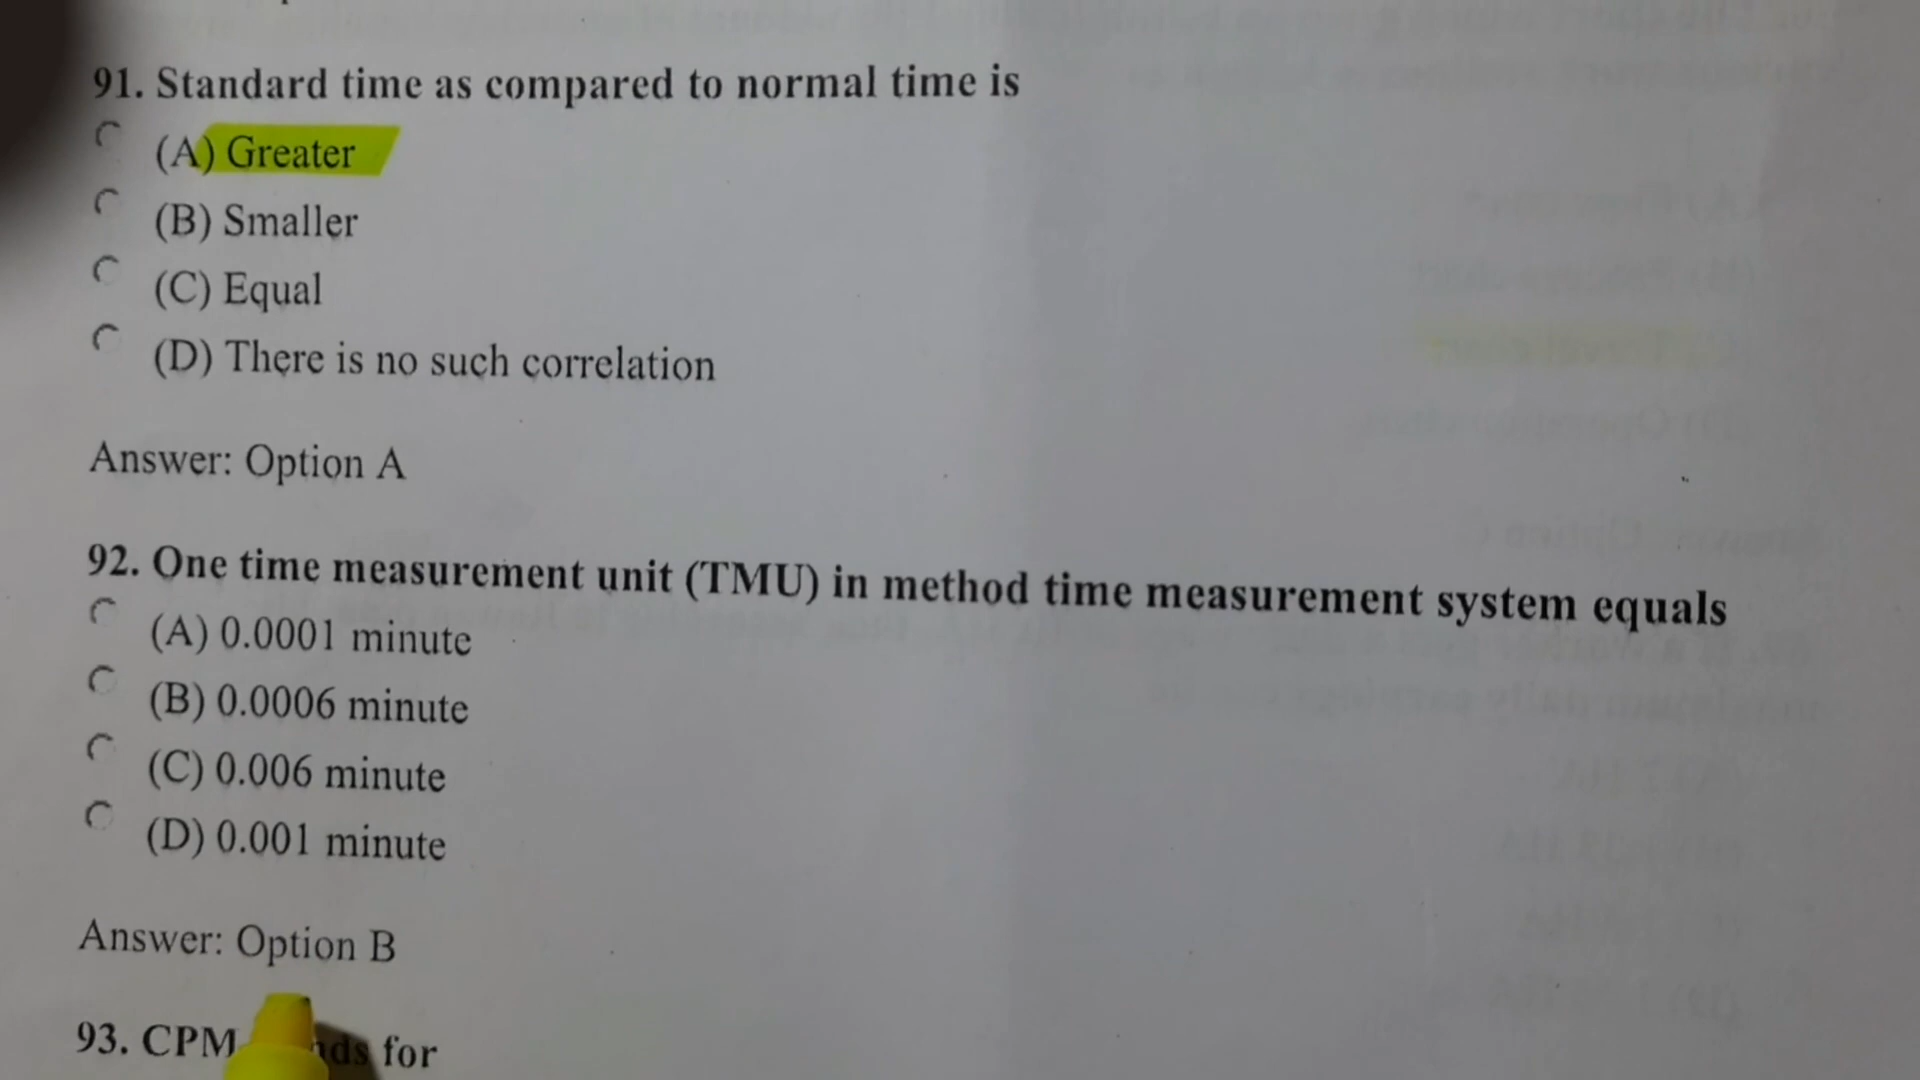 91. Standard time as compared to normal time is
(A) Greater
(B) Smaller
(C) Equal
(D) There is no such correlation
Answer: Option A
92. One time measurement unit (TMU) in method time measurement system equals
(A) 0.0001 minute
(B) 0.0006 minute
(C) 0.006 minute
(D) 0.001 minute
Answer: Option B
93. CPM for